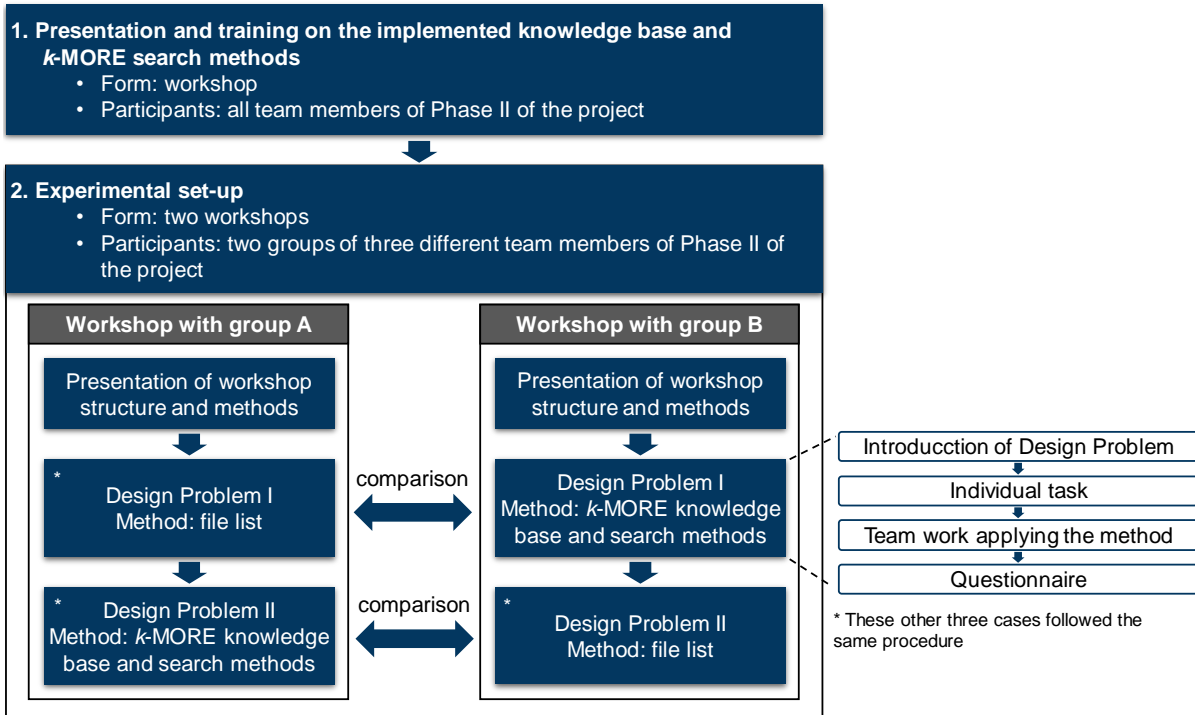 1. Presentation and training on the implemented knowledge base and
k-MORE search methods
• Form: workshop
• Participants: all team members of Phase II of the project
2. Experimental set-up
• Form: two workshops
• Participants: two groups of three different team members of Phase II of
the project
Workshop with group A
Presentation of workshop
structure and methods
*
Design Problem I
Method: file list
*
Design Problem II
Method: k-MORE knowledge
base and search methods
comparison
comparison
Workshop with group B
Presentation of workshop
structure and methods
Design Problem I
Method: k-MORE knowledge
base and search methods
*
Design Problem II
Method: file list
Introducction of Design Problem
Individual task
Team work applying the method
Questionnaire
* These other three cases followed the
same procedure